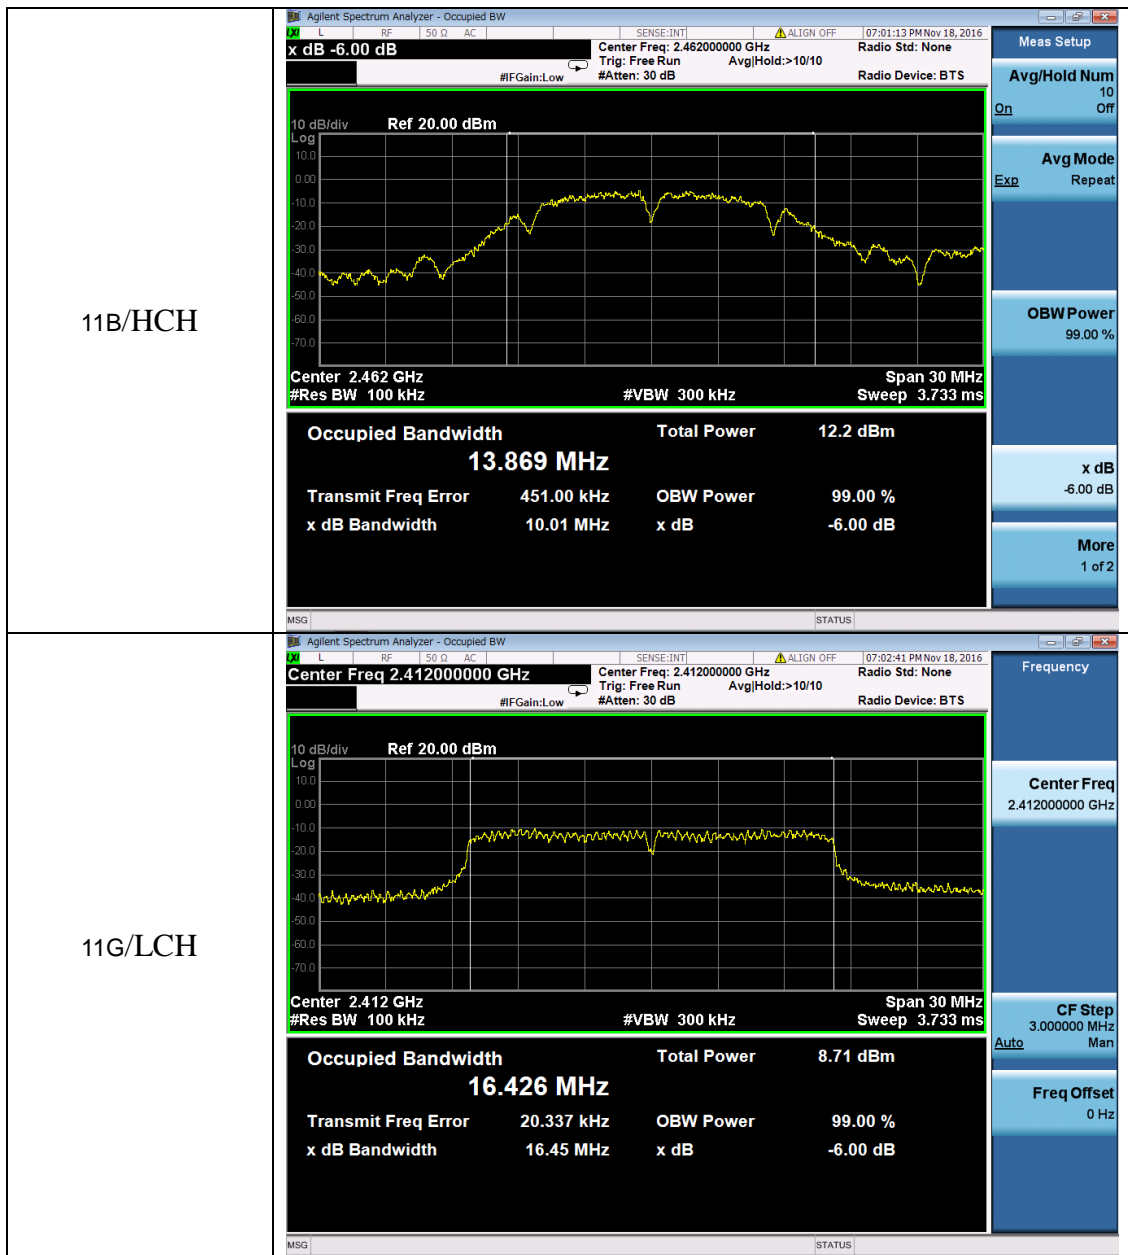 11B/HCH
Agilent Spectrum Analyzer - Occupied BW
LXI L RF 50 Ω AC SENSE:INT ALIGN OFF 07:01:13 PM Nov 18, 2016
x dB -6.00 dB
Center Freq: 2.462000000 GHz
Radio Std: None
Trig: Free Run Avg|Hold:>10/10
#IFGain:Low
#Atten: 30 dB
Radio Device: BTS
10 dB/div Ref 20.00 dBm
Log
10.0
0.00
-10.0
-20.0
-30.0
-40.0
-50.0
-60.0
-70.0
Center 2.462 GHz Span 30 MHz
#Res BW 100 kHz #VBW 300 kHz Sweep 3.733 ms
Occupied Bandwidth Total Power 12.2 dBm
13.869 MHz
Transmit Freq Error 451.00 kHz OBW Power 99.00 %
x dB Bandwidth 10.01 MHz x dB -6.00 dB
MSG STATUS
Meas Setup
Avg/Hold Num
10
On Off
Avg Mode
Exp Repeat
OBW Power
99.00 %
x dB
-6.00 dB
More
1 of 2
11G/LCH
Agilent Spectrum Analyzer - Occupied BW
LXI L RF 50 Ω AC SENSE:INT ALIGN OFF 07:02:41 PM Nov 18, 2016
Center Freq 2.412000000 GHz
Center Freq: 2.412000000 GHz
Radio Std: None
Trig: Free Run Avg|Hold:>10/10
#IFGain:Low
#Atten: 30 dB
Radio Device: BTS
10 dB/div Ref 20.00 dBm
Log
10.0
0.00
-10.0
-20.0
-30.0
-40.0
-50.0
-60.0
-70.0
Center 2.412 GHz Span 30 MHz
#Res BW 100 kHz #VBW 300 kHz Sweep 3.733 ms
Occupied Bandwidth Total Power 8.71 dBm
16.426 MHz
Transmit Freq Error 20.337 kHz OBW Power 99.00 %
x dB Bandwidth 16.45 MHz x dB -6.00 dB
MSG STATUS
Frequency
Center Freq
2.412000000 GHz
CF Step
3.000000 MHz
Auto Man
Freq Offset
0 Hz